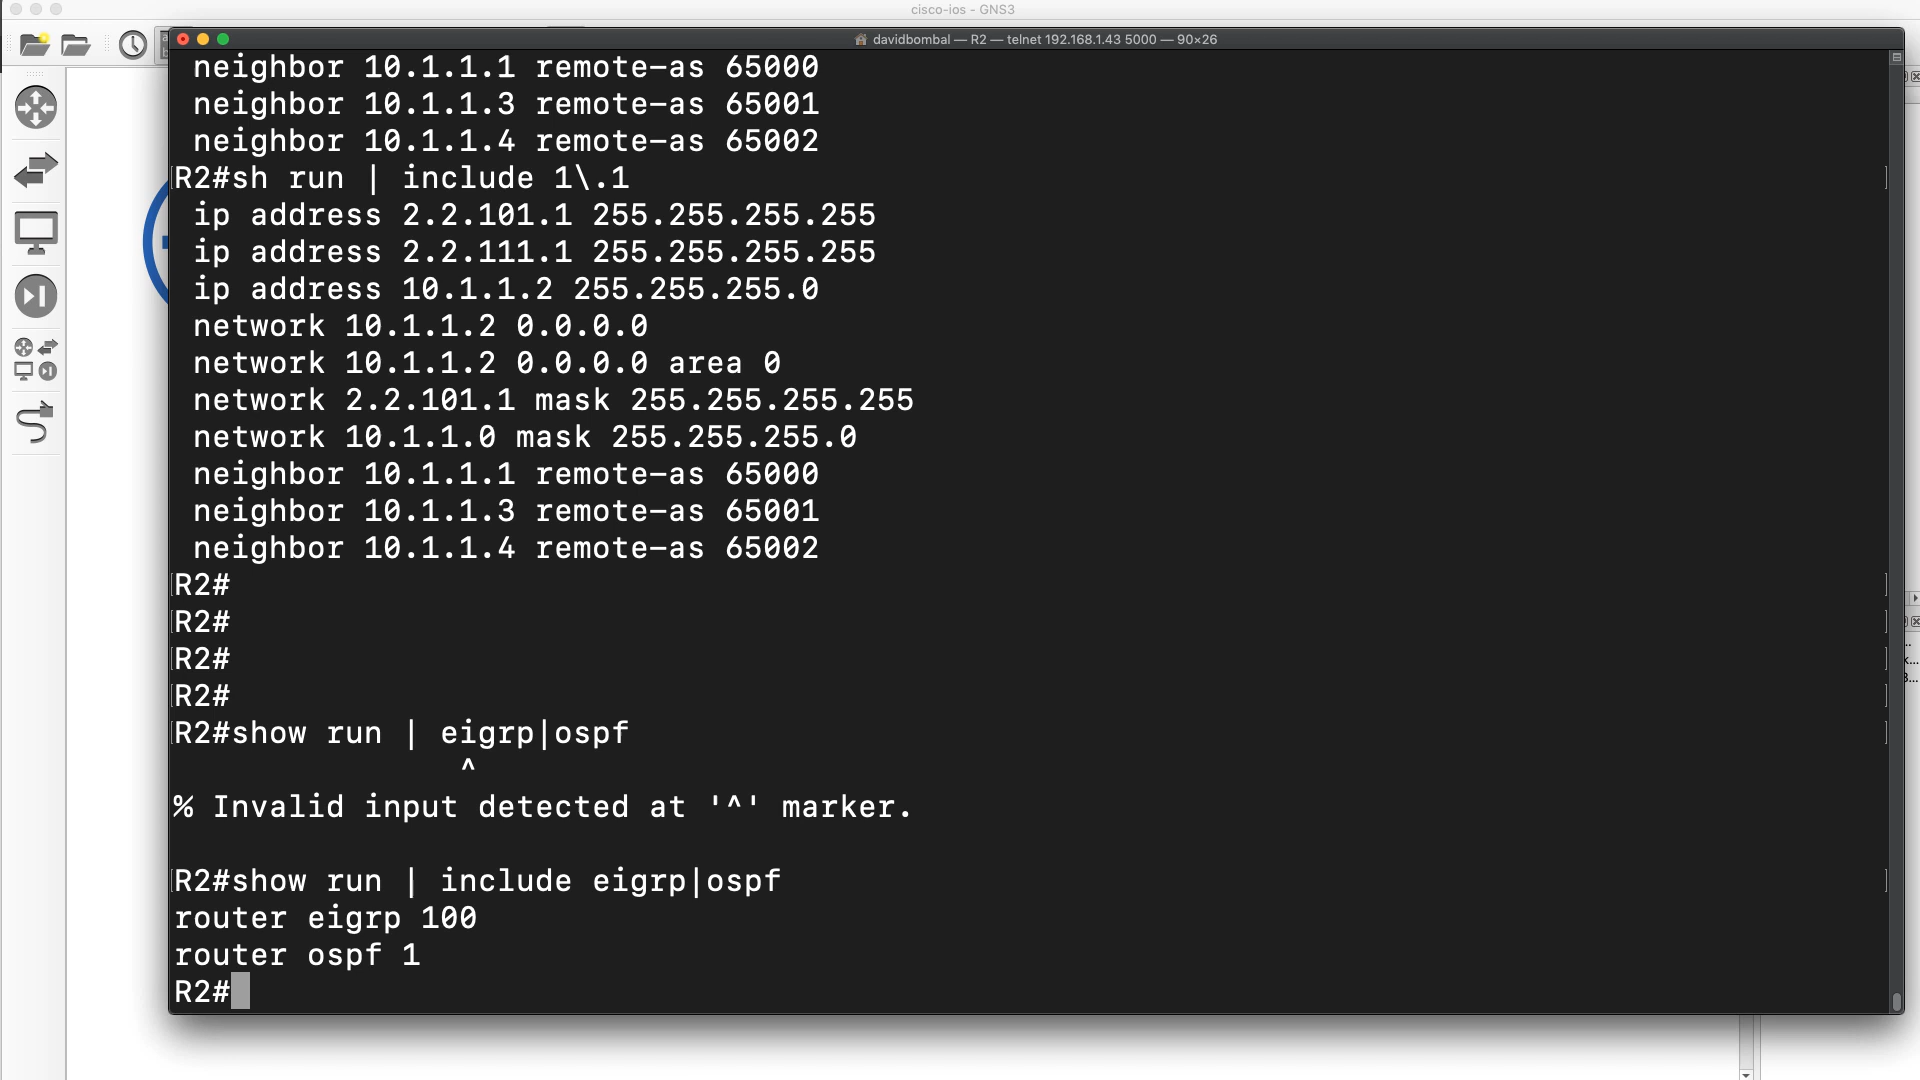 cisco-ios - GNS3
davidbombal — R2 — telnet 192.168.1.43 5000 — 90×26
neighbor 10.1.1.1 remote-as 65000
neighbor 10.1.1.3 remote-as 65001
neighbor 10.1.1.4 remote-as 65002
R2#sh run | include 1\.1
ip address 2.2.101.1 255.255.255.255
ip address 2.2.111.1 255.255.255.255
ip address 10.1.1.2 255.255.255.0
network 10.1.1.2 0.0.0.0
network 10.1.1.2 0.0.0.0 area 0
network 2.2.101.1 mask 255.255.255.255
network 10.1.1.0 mask 255.255.255.0
neighbor 10.1.1.1 remote-as 65000
neighbor 10.1.1.3 remote-as 65001
neighbor 10.1.1.4 remote-as 65002
R2#
R2#
R2#
R2#
R2#show run | eigrp|ospf
^
% Invalid input detected at '^' marker.
R2#show run | include eigrp|ospf
router eigrp 100
router ospf 1
R2#